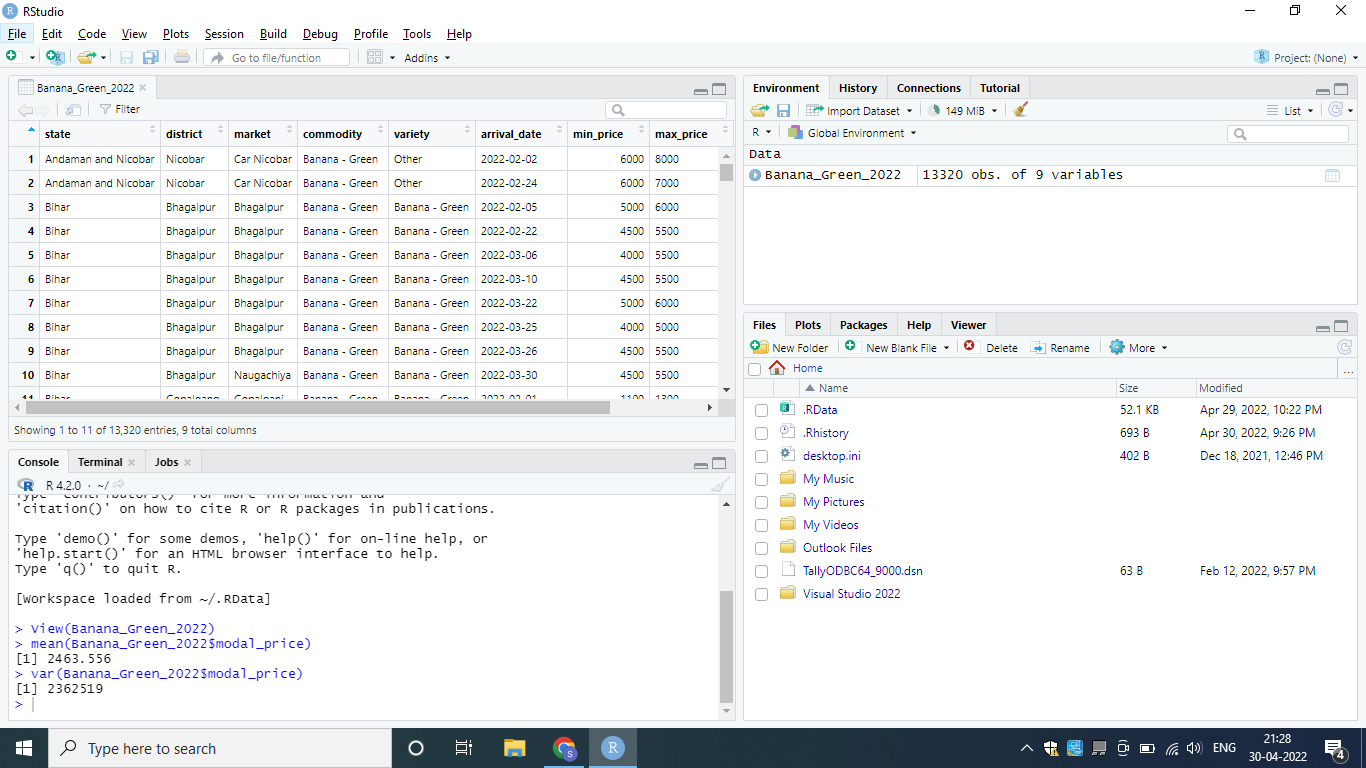 RStudio
File Edit Code View Plots Session Build Debug Profile Tools Help
Go to file/function Addins Project: (None)
Banana_Green_2022
Filter
state district market commodity variety arrival_date min_price max_price
1 Andaman and Nicobar Nicobar Car Nicobar Banana - Green Other 2022-02-02 6000 8000
2 Andaman and Nicobar Nicobar Car Nicobar Banana - Green Other 2022-02-24 6000 7000
3 Bihar Bhagalpur Bhagalpur Banana - Green Banana - Green 2022-02-05 5000 6000
4 Bihar Bhagalpur Bhagalpur Banana - Green Banana - Green 2022-02-22 4500 5500
5 Bihar Bhagalpur Bhagalpur Banana - Green Banana - Green 2022-03-06 4000 5500
6 Bihar Bhagalpur Bhagalpur Banana - Green Banana - Green 2022-03-10 4500 5500
7 Bihar Bhagalpur Bhagalpur Banana - Green Banana - Green 2022-03-22 5000 6000
8 Bihar Bhagalpur Bhagalpur Banana - Green Banana - Green 2022-03-25 4000 5000
9 Bihar Bhagalpur Bhagalpur Banana - Green Banana - Green 2022-03-26 4500 5500
10 Bihar Bhagalpur Naugachiya Banana - Green Banana - Green 2022-03-30 4500 5500
11 Bihar Gopalgang Gopalganj Banana - Green Banana - Green 2022-02-01 1100 1300
Showing 1 to 11 of 13,320 entries, 9 total columns
Console Terminal Jobs
R 4.2.0 · ~/
Type 'contributors()' for more information and
'citation()' on how to cite R or R packages in publications.
Type 'demo()' for some demos, 'help()' for on-line help, or
'help.start()' for an HTML browser interface to help.
Type 'q()' to quit R.
[Workspace loaded from ~/.RData]
> View(Banana_Green_2022)
> mean(Banana_Green_2022$modal_price)
[1] 2463.556
> var(Banana_Green_2022$modal_price)
[1] 2362519
>
Environment History Connections Tutorial
Import Dataset 149 MiB List
R Global Environment
Data
Banana_Green_2022 13320 obs. of 9 variables
Files Plots Packages Help Viewer
New Folder New Blank File Delete Rename More
Home ...
Name Size Modified
.RData 52.1 KB Apr 29, 2022, 10:22 PM
.Rhistory 693 B Apr 30, 2022, 9:26 PM
desktop.ini 402 B Dec 18, 2021, 12:46 PM
My Music
My Pictures
My Videos
Outlook Files
TallyODBC64_9000.dsn 63 B Feb 12, 2022, 9:57 PM
Visual Studio 2022
Type here to search
ENG
21:28
30-04-2022
4